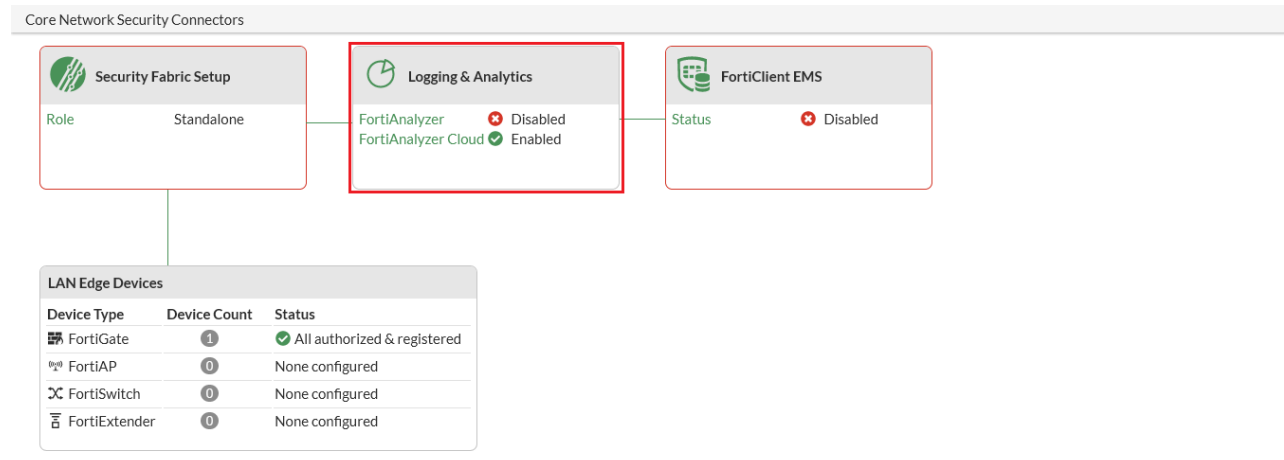 Core Network Security Connectors
Security Fabric Setup
Role Standalone
Logging & Analytics
FortiAnalyzer Disabled
FortiAnalyzer Cloud Enabled
FortiClient EMS
Status Disabled
LAN Edge Devices
Device Type Device Count Status
FortiGate 1 All authorized & registered
FortiAP 0 None configured
FortiSwitch 0 None configured
FortiExtender 0 None configured